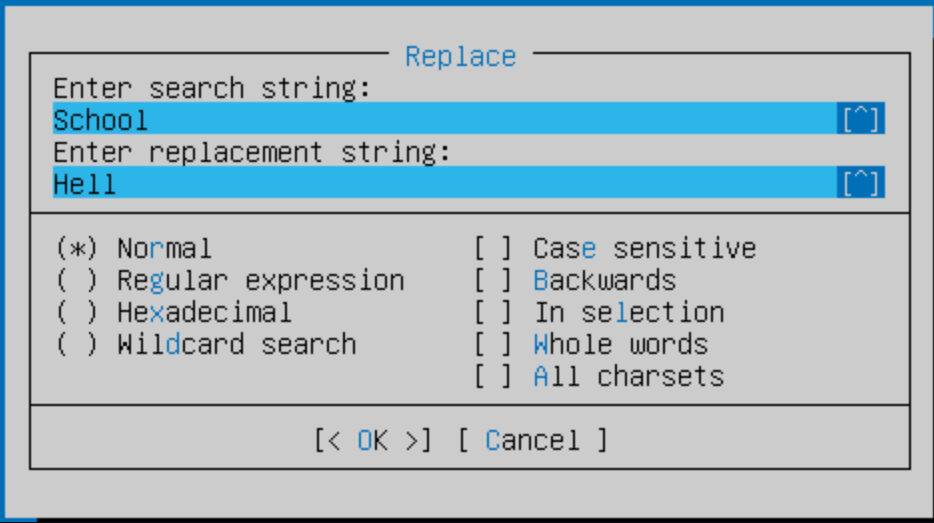 Replace
Enter search string:
School [^]
Enter replacement string:
Hell [^]
(*) Normal [ ] Case sensitive
( ) Regular expression [ ] Backwards
( ) Hexadecimal [ ] In selection
( ) Wildcard search [ ] Whole words
[ ] All charsets
[< OK >] [ Cancel ]